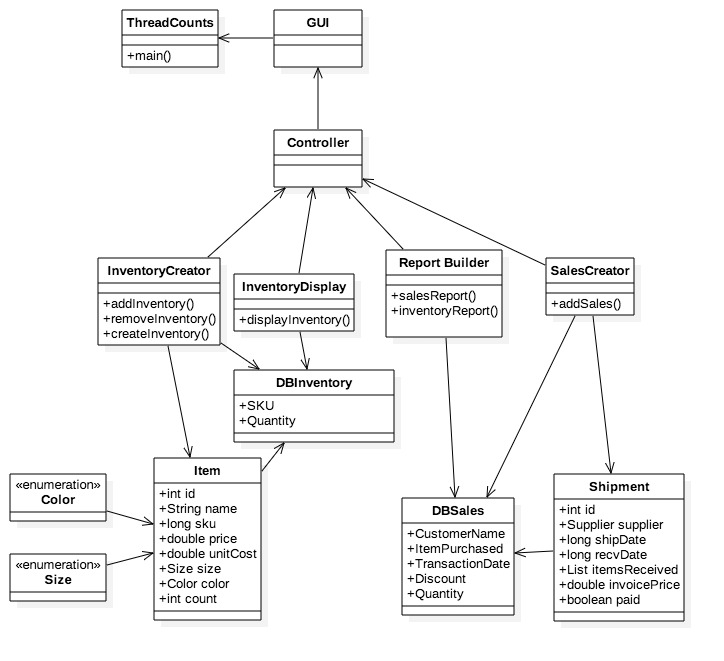 ThreadCounts
+main()
GUI
Controller
InventoryCreator
+addInventory()
+removeInventory()
+createInventory()
InventoryDisplay
+displayInventory()
Report Builder
+salesReport()
+inventoryReport()
SalesCreator
+addSales()
DBInventory
+SKU
+Quantity
«enumeration»
Color
«enumeration»
Size
Item
+int id
+String name
+long sku
+double price
+double unitCost
+Size size
+Color color
+int count
DBSales
+CustomerName
+ItemPurchased
+TransactionDate
+Discount
+Quantity
Shipment
+int id
+Supplier supplier
+long shipDate
+long recvDate
+List itemsReceived
+double invoicePrice
+boolean paid